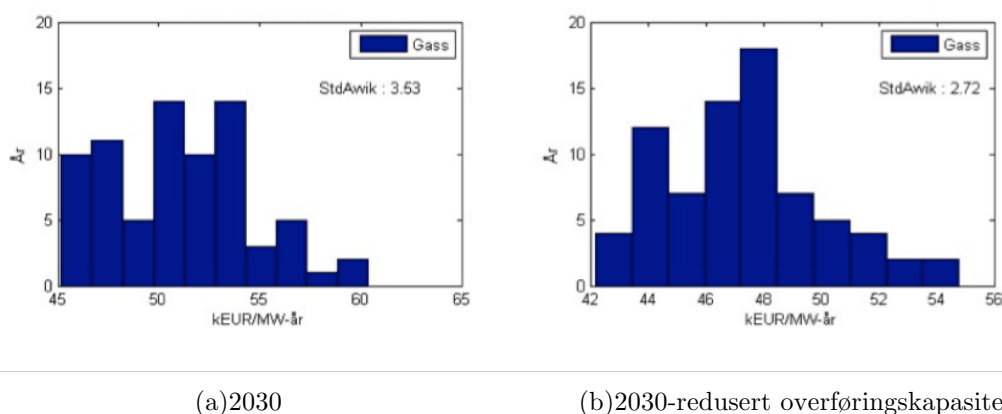 20
Gass
StdAwik : 3.53
15
År
10
5
0
45 50 55 60 65
kEUR/MW-år
(a)2030
20
Gass
StdAwik : 2.72
15
År
10
5
0
42 44 46 48 50 52 54 56
kEUR/MW-år
(b)2030-redusert overføringskapasite